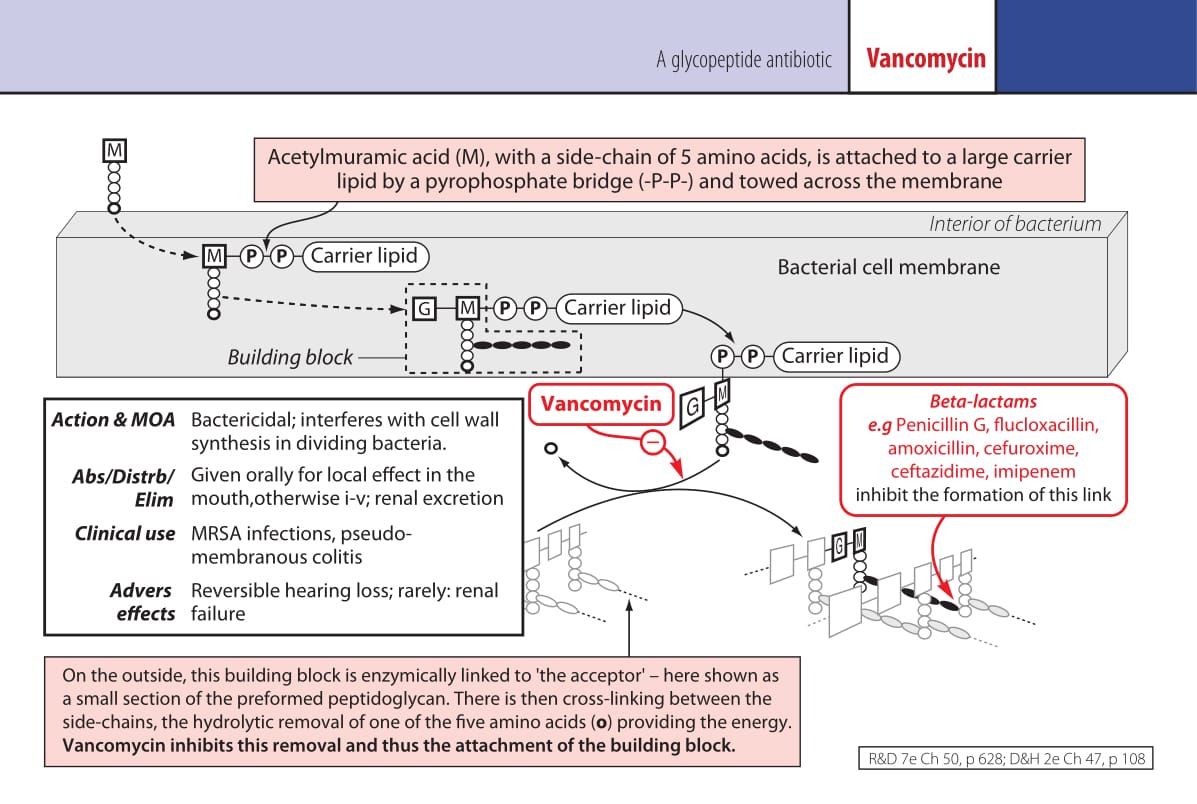 A glycopeptide antibiotic
Vancomycin
M
Acetylmuramic acid (M), with a side-chain of 5 amino acids, is attached to a large carrier
lipid by a pyrophosphate bridge (-P-P-) and towed across the membrane
Interior of bacterium
M P P Carrier lipid
Bacterial cell membrane
G M P P Carrier lipid
Building block
P P Carrier lipid
G M
Vancomycin
−
Beta-lactams
e.g Penicillin G, flucloxacillin,
amoxicillin, cefuroxime,
ceftazidime, imipenem
inhibit the formation of this link
Action & MOA Bactericidal; interferes with cell wall
synthesis in dividing bacteria.
Abs/Distrb/ Given orally for local effect in the
Elim mouth,otherwise i-v; renal excretion
Clinical use MRSA infections, pseudo-
membranous colitis
Advers Reversible hearing loss; rarely: renal
effects failure
G M
On the outside, this building block is enzymically linked to 'the acceptor' – here shown as
a small section of the preformed peptidoglycan. There is then cross-linking between the
side-chains, the hydrolytic removal of one of the five amino acids (o) providing the energy.
Vancomycin inhibits this removal and thus the attachment of the building block.
R&D 7e Ch 50, p 628; D&H 2e Ch 47, p 108